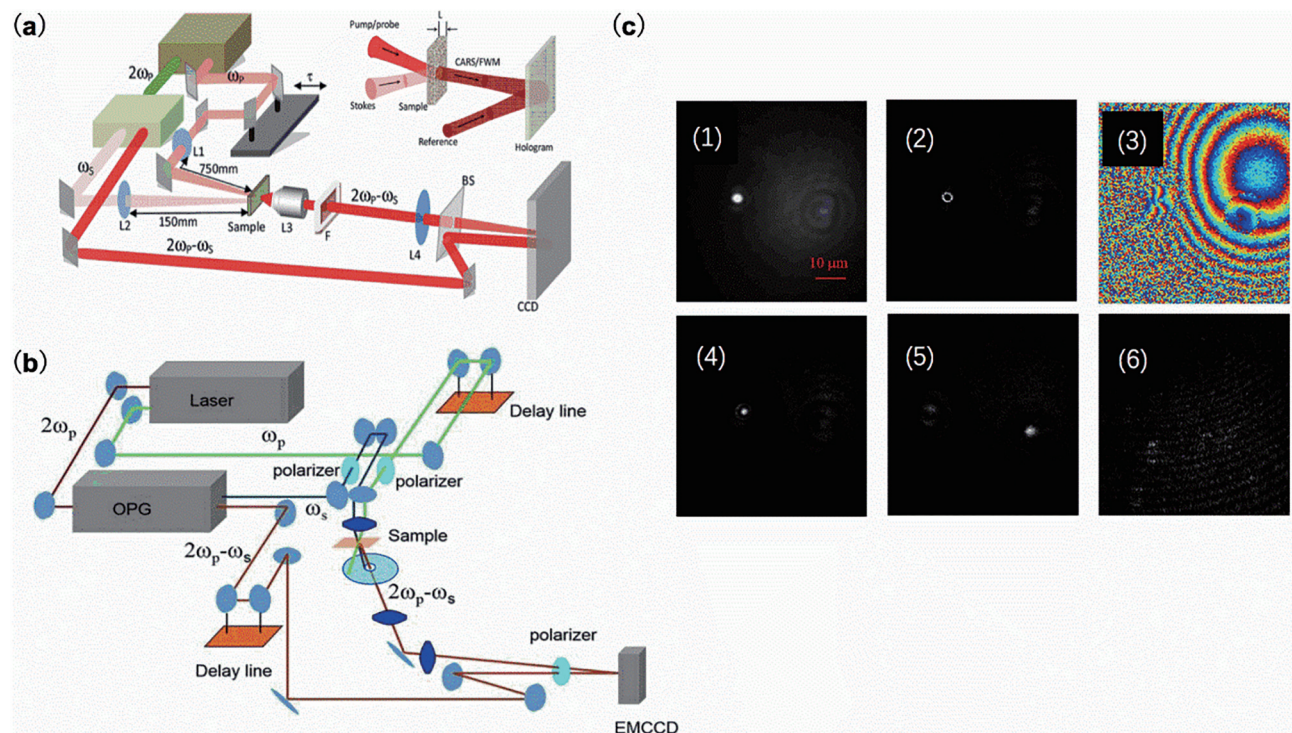 (a)
2ωP
ωP
τ
ωS
L1
750mm
L2
150mm
Sample
L3
F
2ωP-ωS
L4
BS
2ωP-ωS
CCD
Pump/probe
L
CARS/FWM
Stokes
Sample
Reference
Hologram
(b)
Laser
2ωp
ωp
Delay line
polarizer
polarizer
OPG
ωs
Sample
2ωp-ωs
2ωp-ωs
polarizer
Delay line
EMCCD
(c)
(1)
10 μm
(2)
(3)
(4)
(5)
(6)